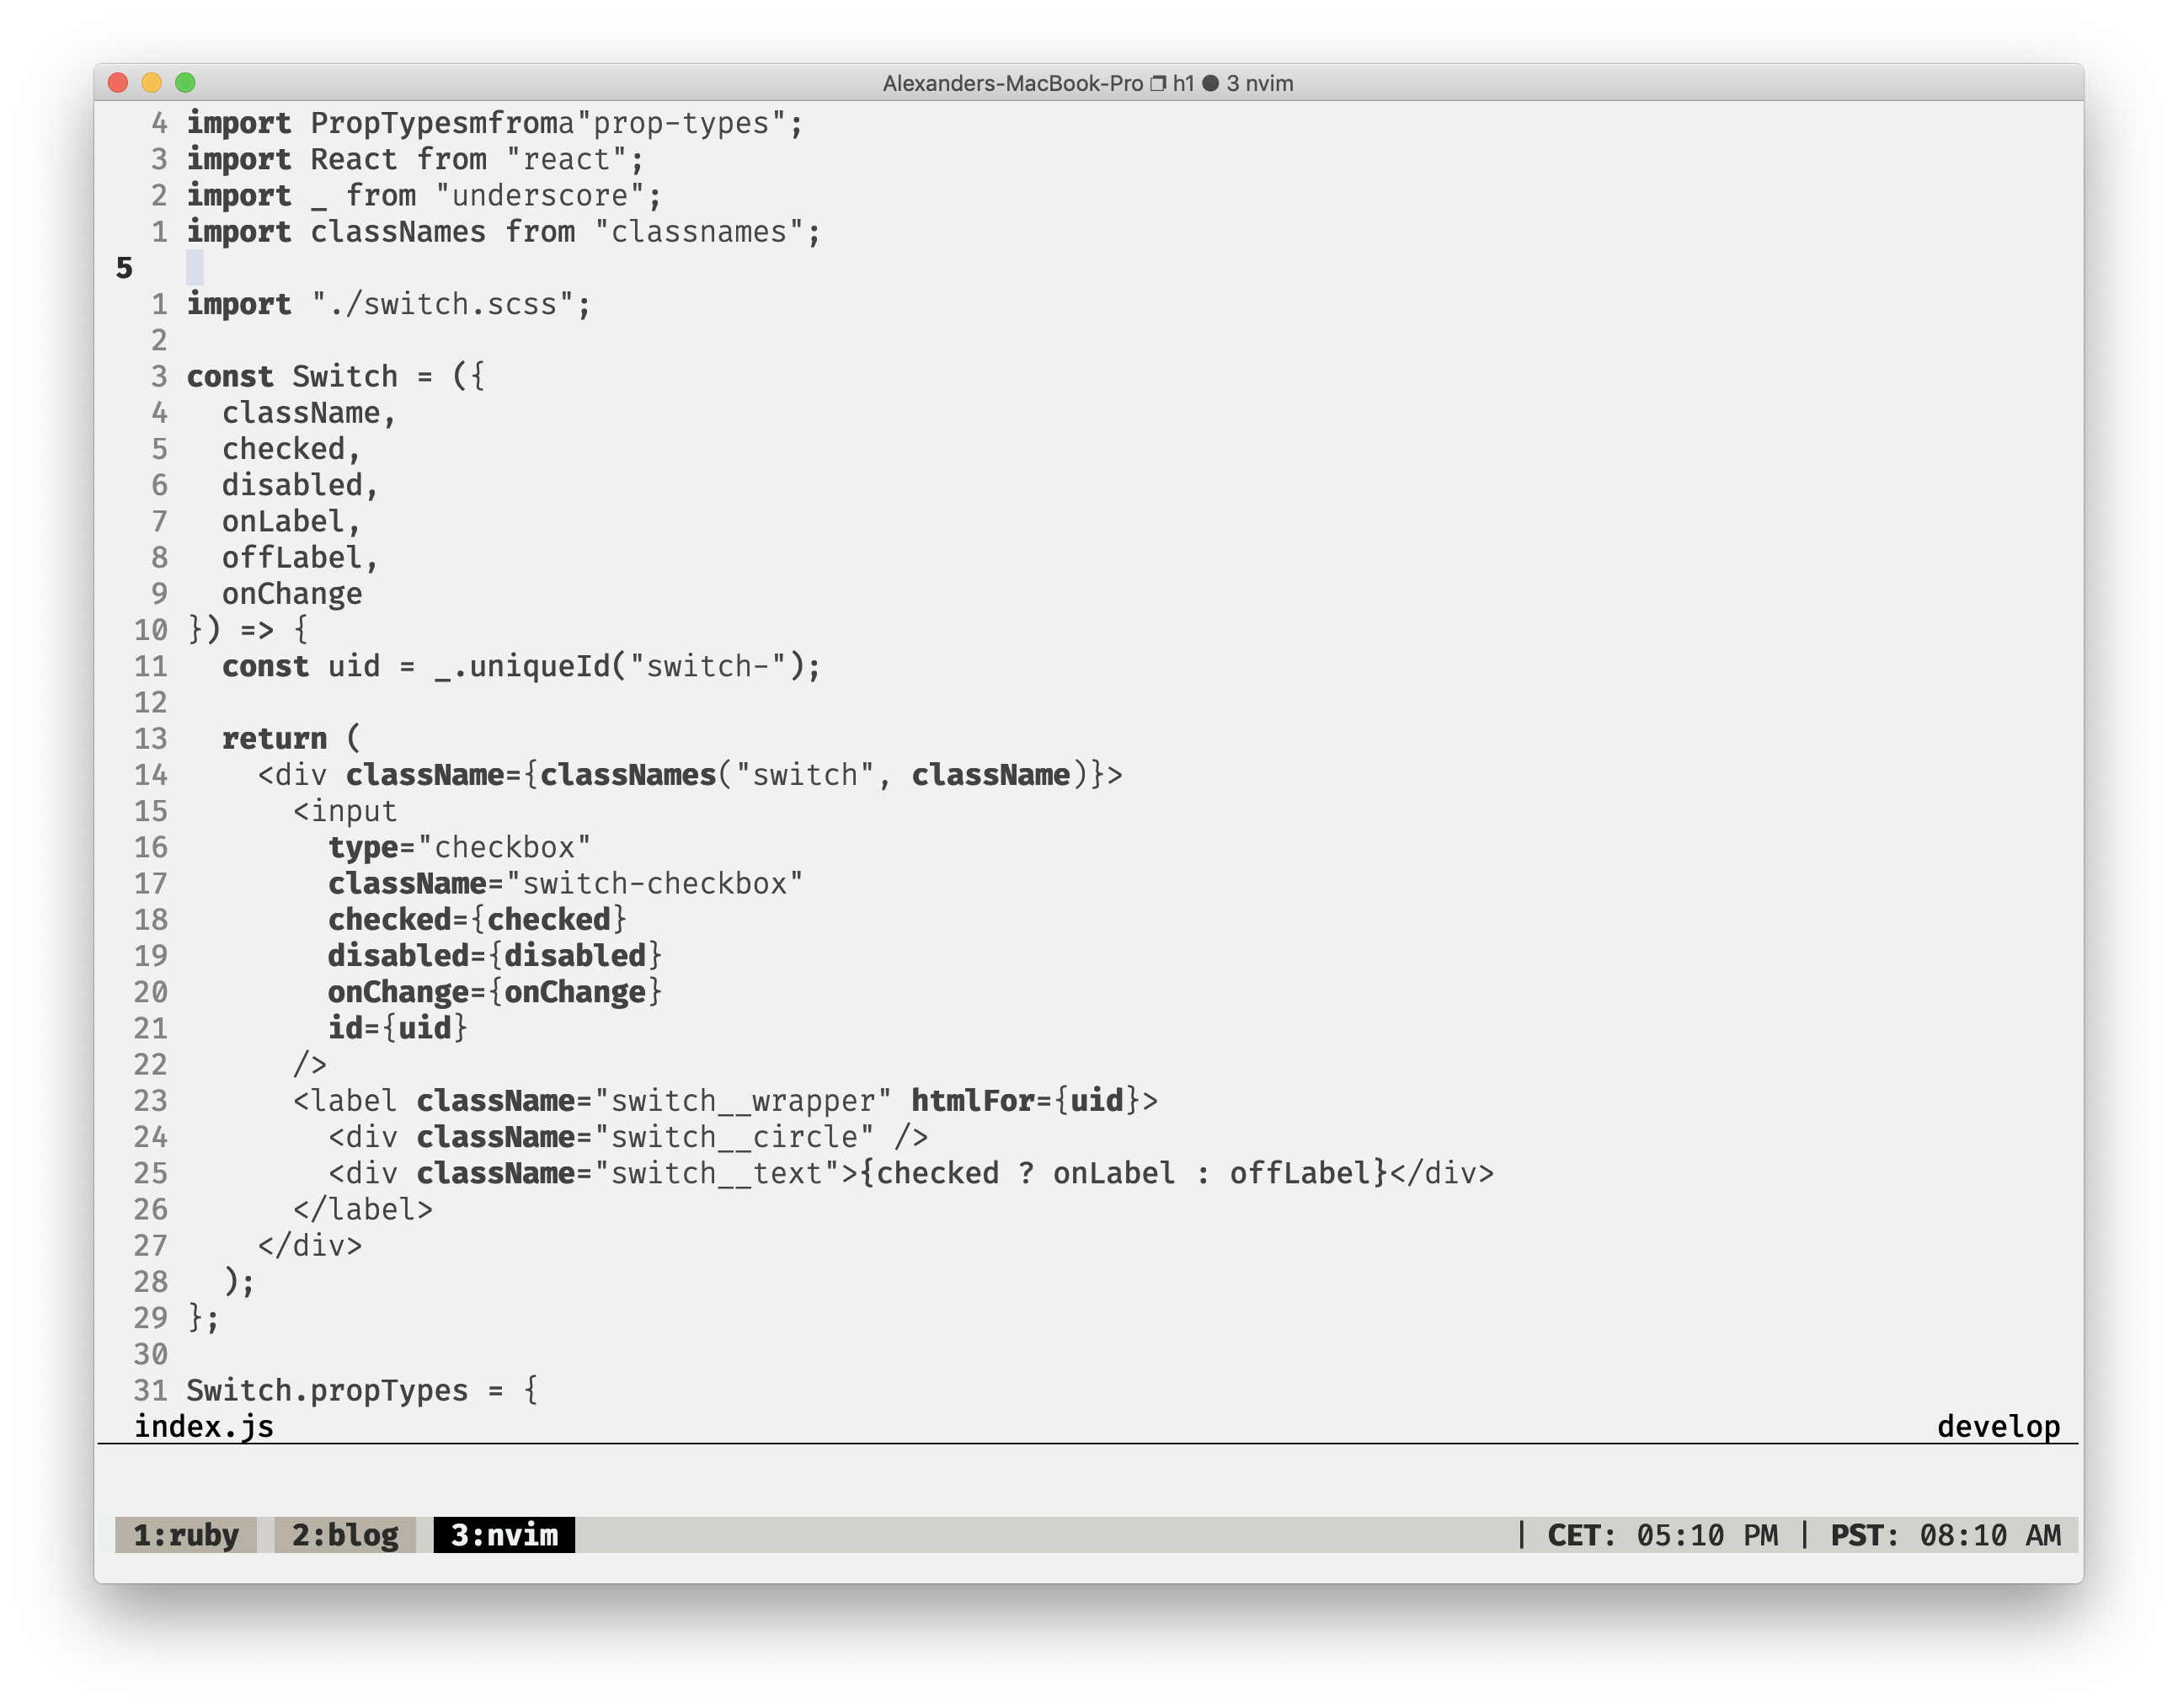 Alexanders-MacBook-Pro ❐ h1 ● 3 nvim
4 import PropTypesmfroma"prop-types";
3 import React from "react";
2 import _ from "underscore";
1 import classNames from "classnames";
5
1 import "./switch.scss";
2
3 const Switch = ({
4   className,
5   checked,
6   disabled,
7   onLabel,
8   offLabel,
9   onChange
10 }) => {
11   const uid = _.uniqueId("switch-");
12
13   return (
14     <div className={classNames("switch", className)}>
15       <input
16         type="checkbox"
17         className="switch-checkbox"
18         checked={checked}
19         disabled={disabled}
20         onChange={onChange}
21         id={uid}
22       />
23       <label className="switch__wrapper" htmlFor={uid}>
24         <div className="switch__circle" />
25         <div className="switch__text">{checked ? onLabel : offLabel}</div>
26       </label>
27     </div>
28   );
29 };
30
31 Switch.propTypes = {
index.js develop
1:ruby 2:blog 3:nvim | CET: 05:10 PM | PST: 08:10 AM